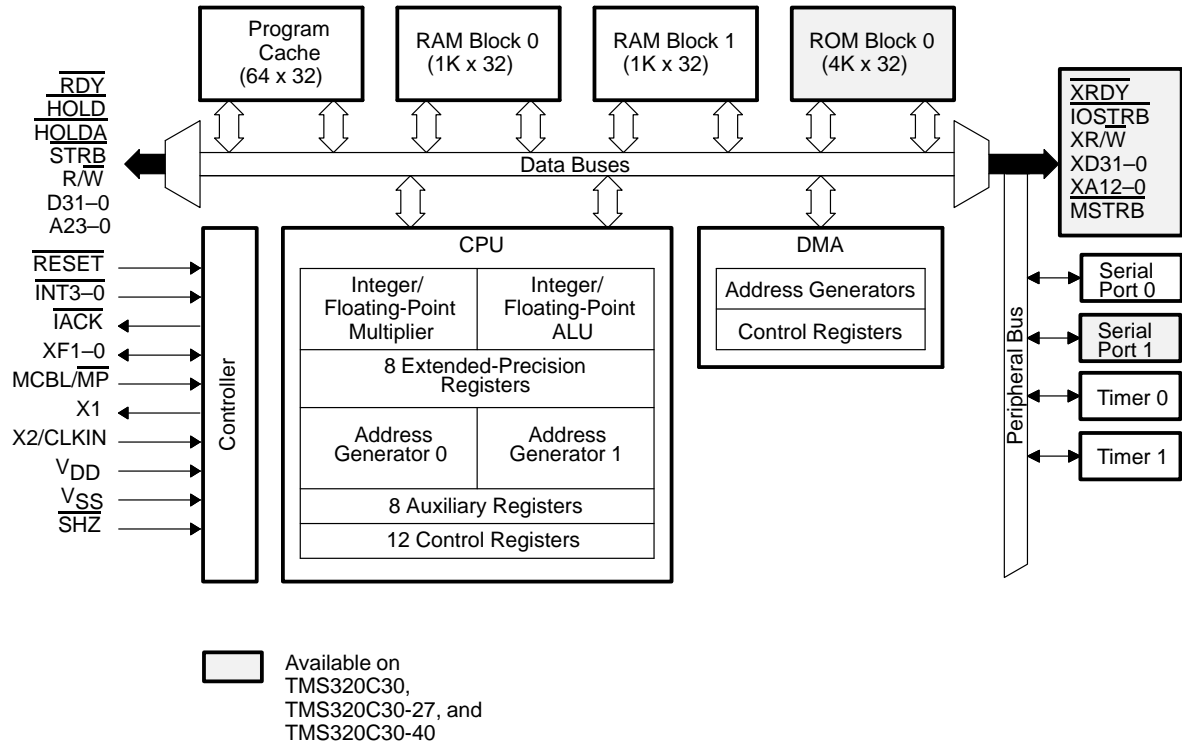 Program
Cache
(64 x 32)
RAM Block 0
(1K x 32)
RAM Block 1
(1K x 32)
ROM Block 0
(4K x 32)
RDY
HOLD
HOLDA
STRB
R/W
D31–0
A23–0
Data Buses
XRDY
IOSTRB
XR/W
XD31–0
XA12–0
MSTRB
RESET
INT3–0
IACK
XF1–0
MCBL/MP
X1
X2/CLKIN
VDD
VSS
SHZ
Controller
CPU
Integer/
Floating-Point
Multiplier
Integer/
Floating-Point
ALU
8 Extended-Precision
Registers
Address
Generator 0
Address
Generator 1
8 Auxiliary Registers
12 Control Registers
DMA
Address Generators
Control Registers
Peripheral Bus
Serial
Port 0
Serial
Port 1
Timer 0
Timer 1
Available on
TMS320C30,
TMS320C30-27, and
TMS320C30-40